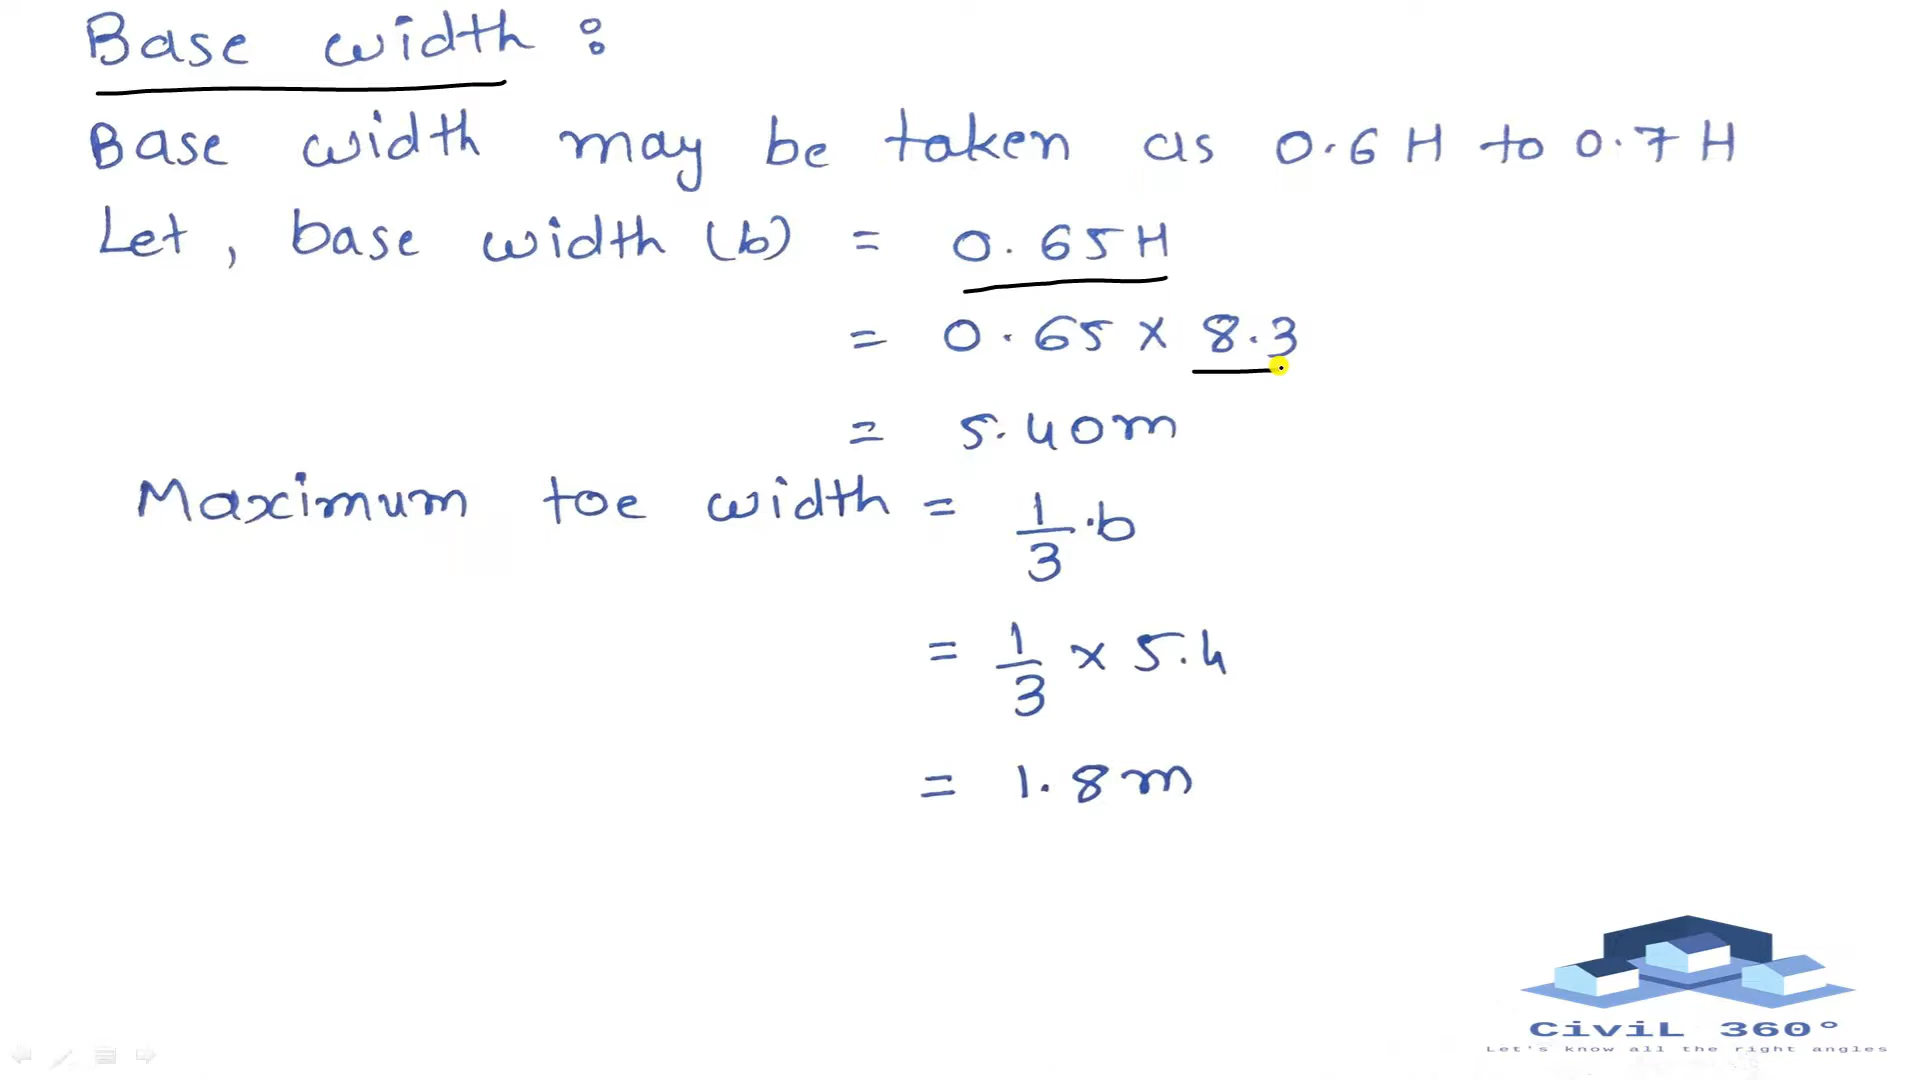 Base width :
Base width may be taken as 0.6 H to 0.7 H
Let, base width (b) = 0.65H
= 0.65 x 8.3
= 5.40m
Maximum toe width = 1/3 · b
= 1/3 x 5.4
= 1.8m
CiviL 360°
Let's know all the right angles